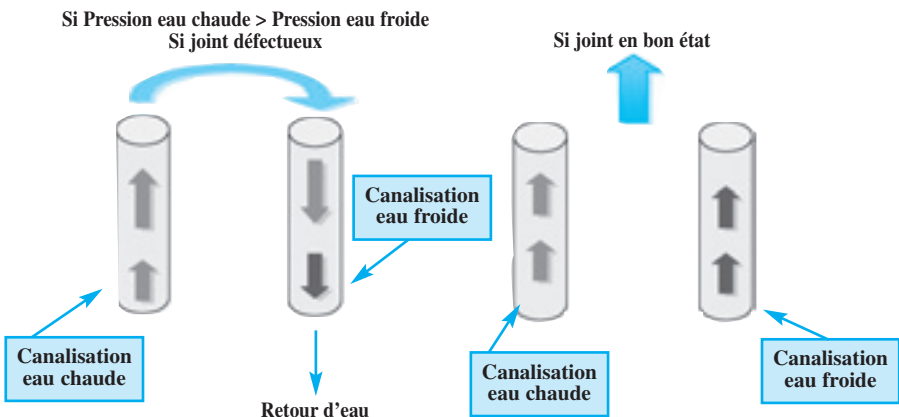 Si Pression eau chaude > Pression eau froide
Si joint défectueux
Si joint en bon état
Canalisation
eau froide
Canalisation
eau chaude
Retour d'eau
Canalisation
eau chaude
Canalisation
eau froide